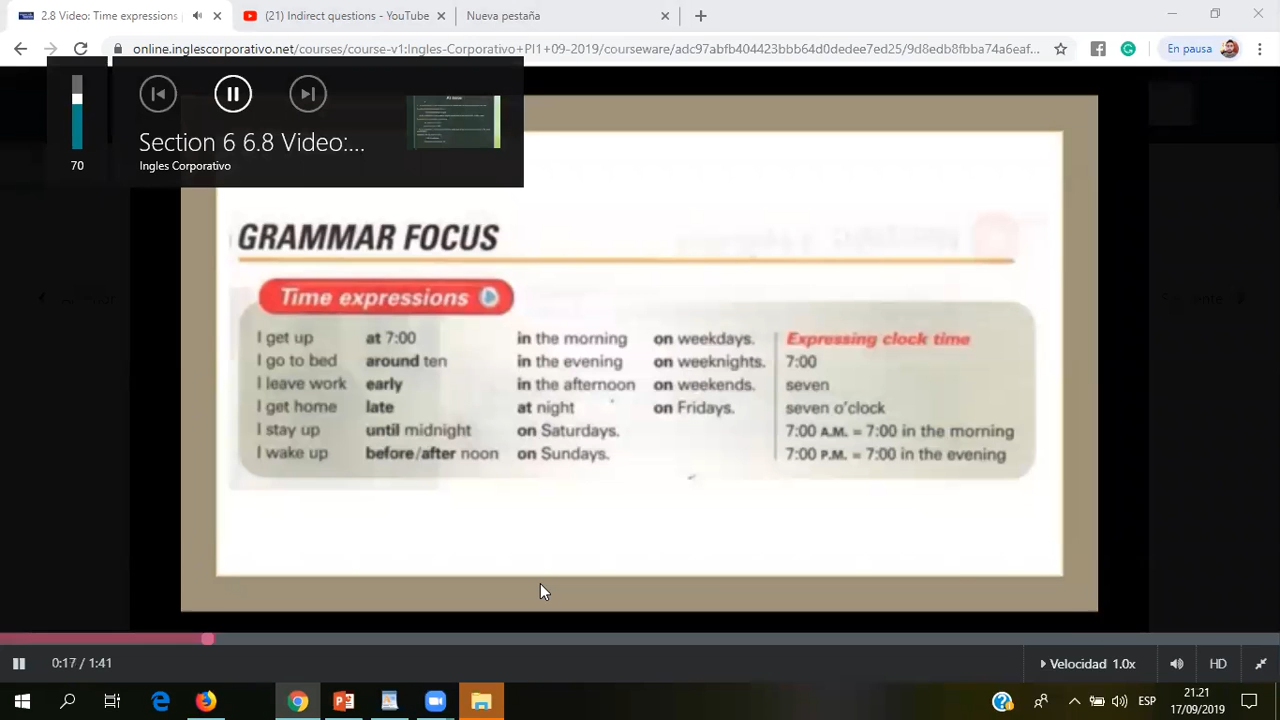 2.8 Video: Time expressions
(21) Indirect questions - YouTube
Nueva pestaña
online.inglescorporativo.net/courses/course-v1:Ingles-Corporativo+PI1+09-2019/courseware/adc97abfb404423bbb64d0dedee7ed25/9d8edb8fbba74a6eaf...
En pausa
Section 6 6.8 Video:...
70
Ingles Corporativo
GRAMMAR FOCUS
Time expressions
I get up at 7:00 in the morning on weekdays.
I go to bed around ten in the evening on weeknights.
I leave work early in the afternoon on weekends.
I get home late at night on Fridays.
I stay up until midnight on Saturdays.
I wake up before/after noon on Sundays.
Expressing clock time
7:00
seven
seven o'clock
7:00 A.M. = 7:00 in the morning
7:00 P.M. = 7:00 in the evening
0:17 / 1:41
Velocidad 1.0x
HD
ESP
21.21
17/09/2019